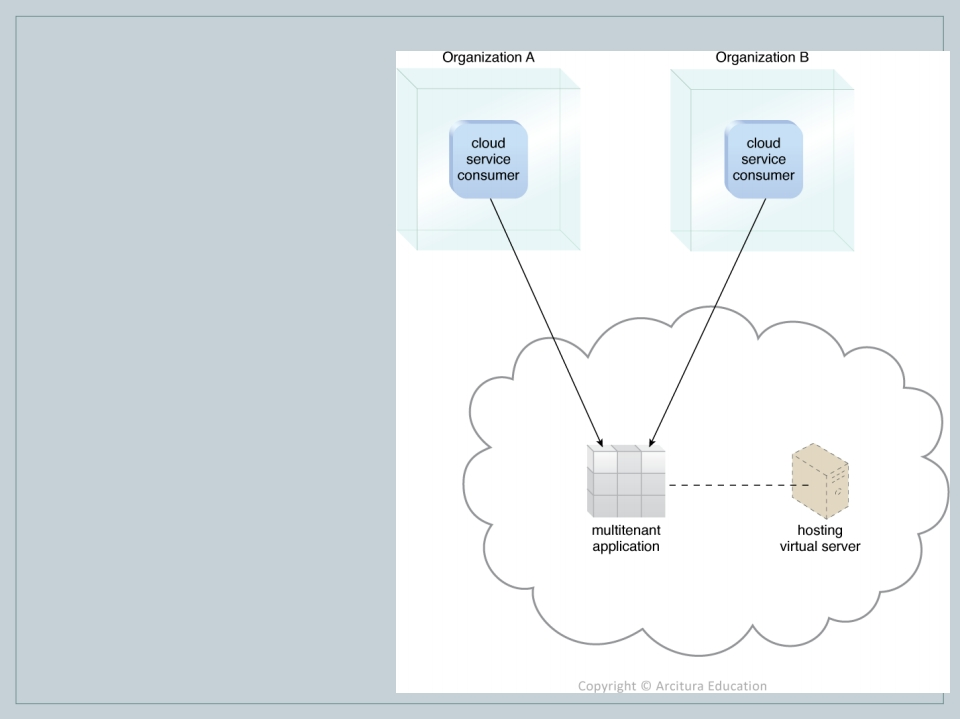 Organization A
Organization B
cloud
service
consumer
cloud
service
consumer
multitenant
application
hosting
virtual server
Copyright © Arcitura Education